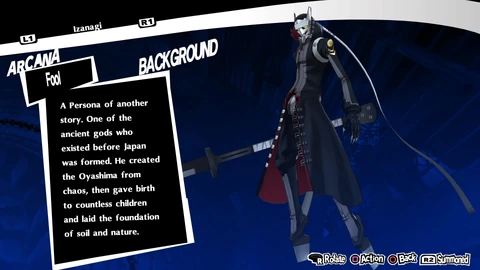 L1
Izanagi
R1
ARCANA
Fool
BACKGROUND
A Persona of another
story. One of the
ancient gods who
existed before Japan
was formed. He created
the Oyashima from
chaos, then gave birth
to countless children
and laid the foundation
of soil and nature.
R Rotate Action Back R2 Summoned